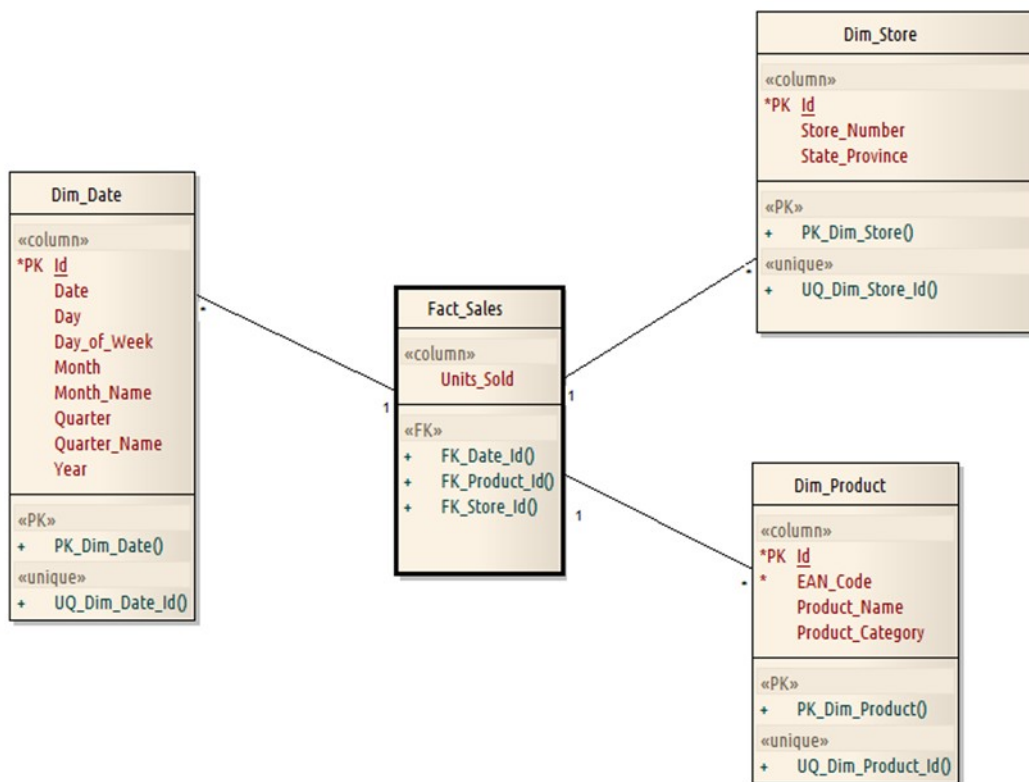 Dim_Date
«column»
*PK Id
Date
Day
Day_of_Week
Month
Month_Name
Quarter
Quarter_Name
Year
«PK»
+ PK_Dim_Date()
«unique»
+ UQ_Dim_Date_Id()
*
1
Fact_Sales
«column»
Units_Sold
«FK»
+ FK_Date_Id()
+ FK_Product_Id()
+ FK_Store_Id()
1
*
1
*
Dim_Store
«column»
*PK Id
Store_Number
State_Province
«PK»
+ PK_Dim_Store()
«unique»
+ UQ_Dim_Store_Id()
Dim_Product
«column»
*PK Id
* EAN_Code
Product_Name
Product_Category
«PK»
+ PK_Dim_Product()
«unique»
+ UQ_Dim_Product_Id()